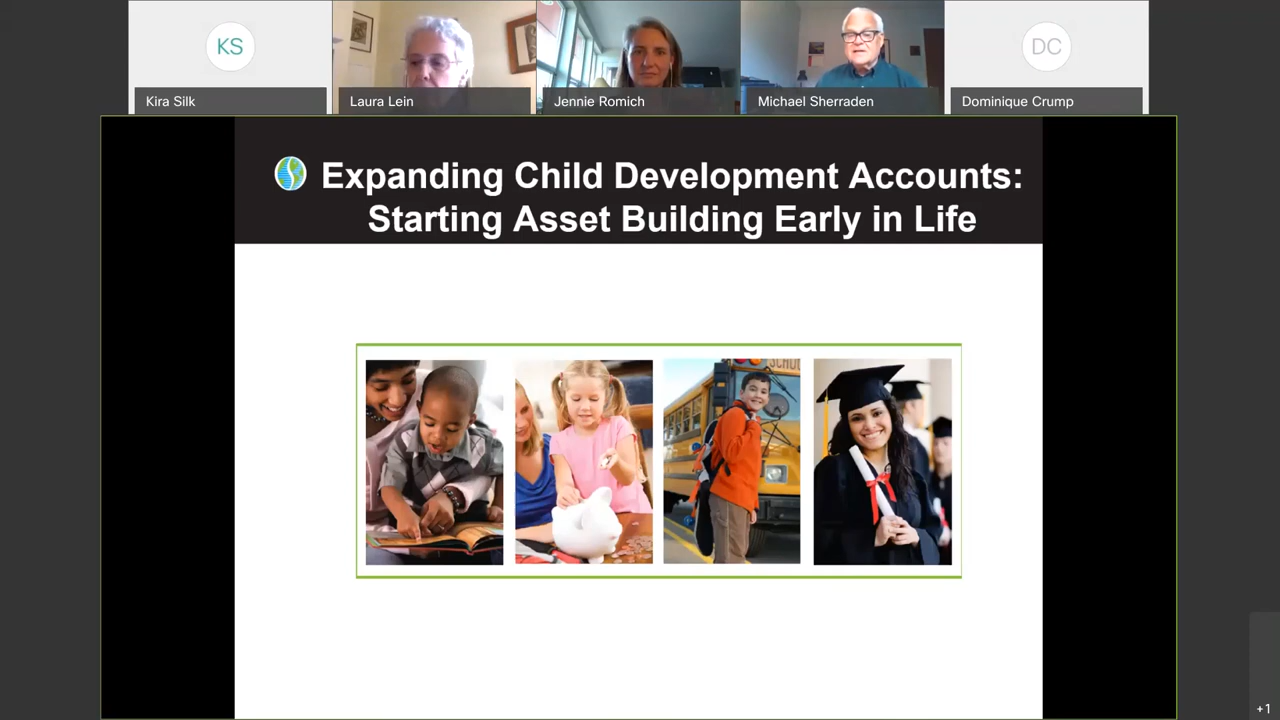 KS
DC
Kira Silk
Laura Lein
Jennie Romich
Michael Sherraden
Dominique Crump
Expanding Child Development Accounts:
Starting Asset Building Early in Life
SCHOO
+1